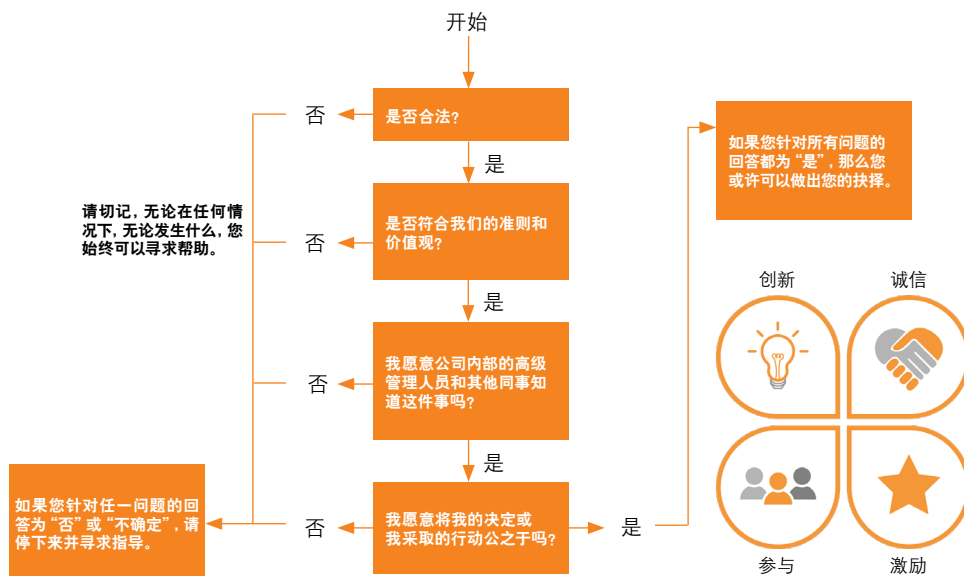 开始
是否合法?
否
是
是否符合我们的准则和
价值观?
否
是
我愿意公司内部的高级
管理人员和其他同事知
道这件事吗?
否
是
我愿意将我的决定或
我采取的行动公之于吗?
否
是
请切记,无论在任何情
况下,无论发生什么,您
始终可以寻求帮助。
如果您针对任一问题的回
答为“否”或“不确定”,请
停下来并寻求指导。
如果您针对所有问题的
回答都为“是”,那么您
或许可以做出您的抉择。
创新
诚信
参与
激励